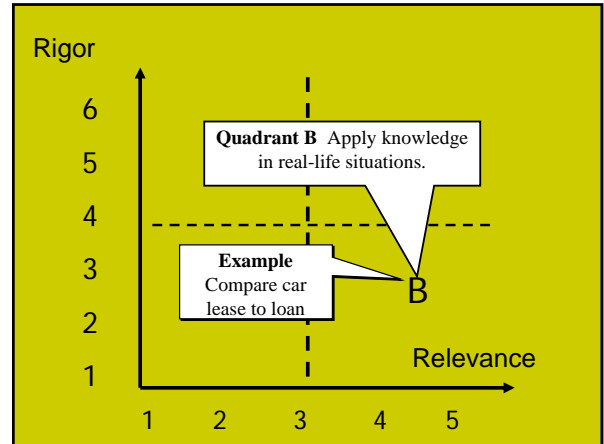 Rigor
6
Quadrant B Apply knowledge
in real-life situations.
5
4
Example
Compare car
lease to loan
3
B
2
Relevance
1
1 2 3 4 5